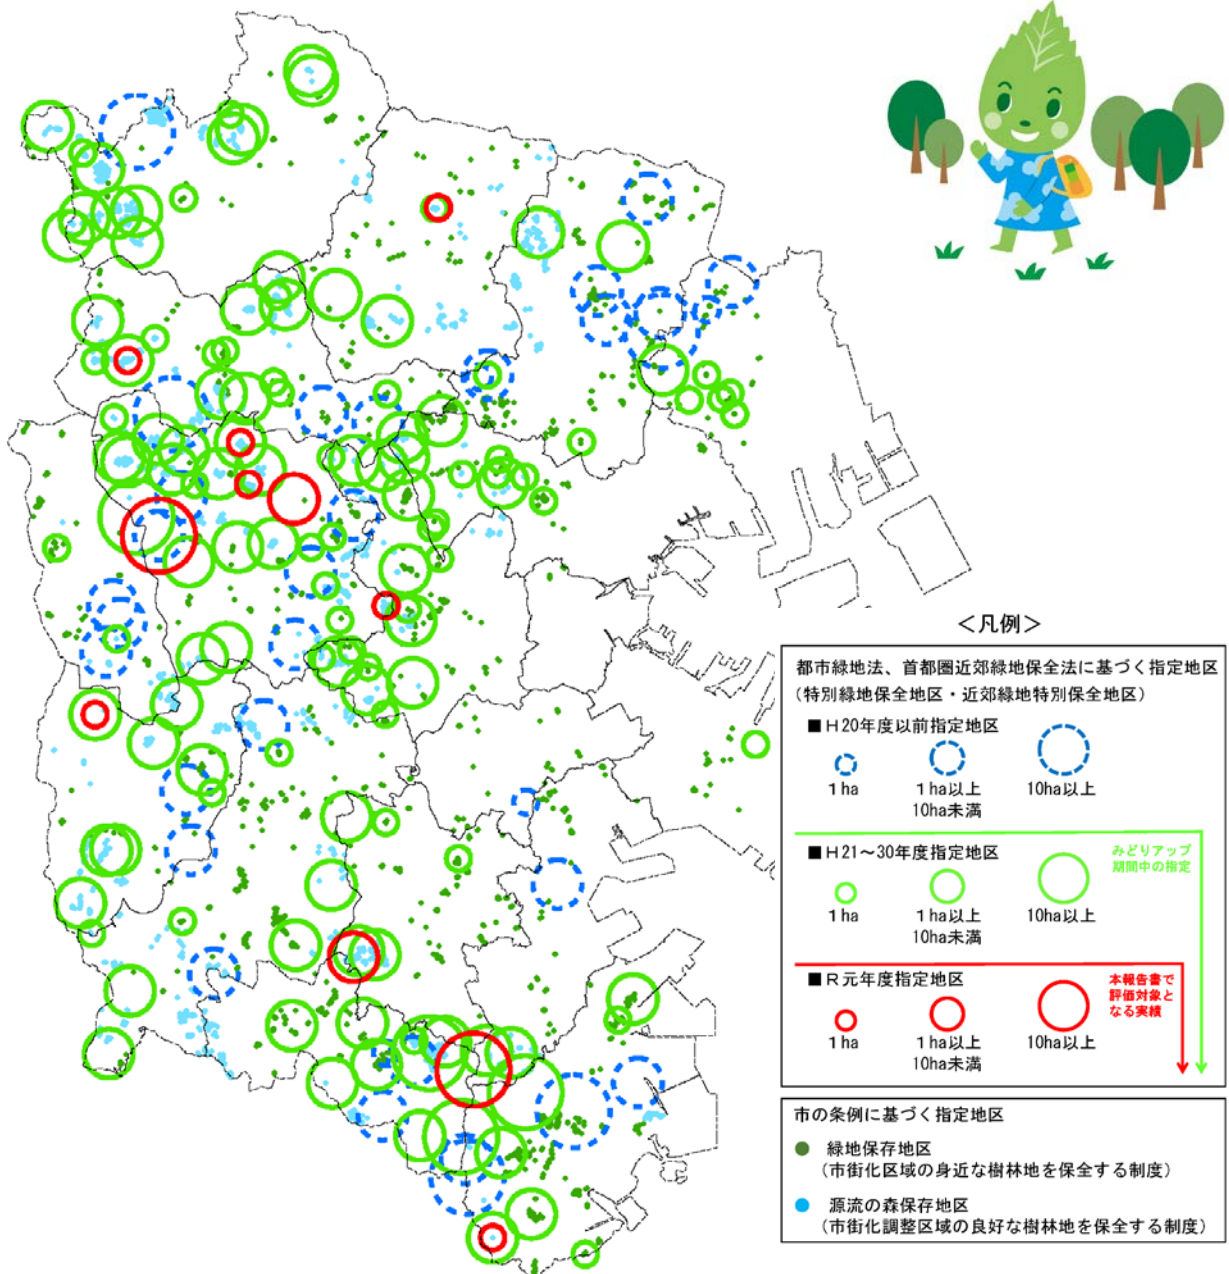 ＜凡例＞
都市緑地法、首都圏近郊緑地保全法に基づく指定地区
（特別緑地保全地区・近郊緑地特別保全地区）
■H20年度以前指定地区
1ha
1ha以上
10ha未満
10ha以上
■H21～30年度指定地区
みどりアップ
期間中の指定
1ha
1ha以上
10ha未満
10ha以上
■R元年度指定地区
本報告書で
評価対象と
なる実績
1ha
1ha以上
10ha未満
10ha以上
市の条例に基づく指定地区
緑地保存地区
（市街化区域の身近な樹林地を保全する制度）
源流の森保存地区
（市街化調整区域の良好な樹林地を保全する制度）